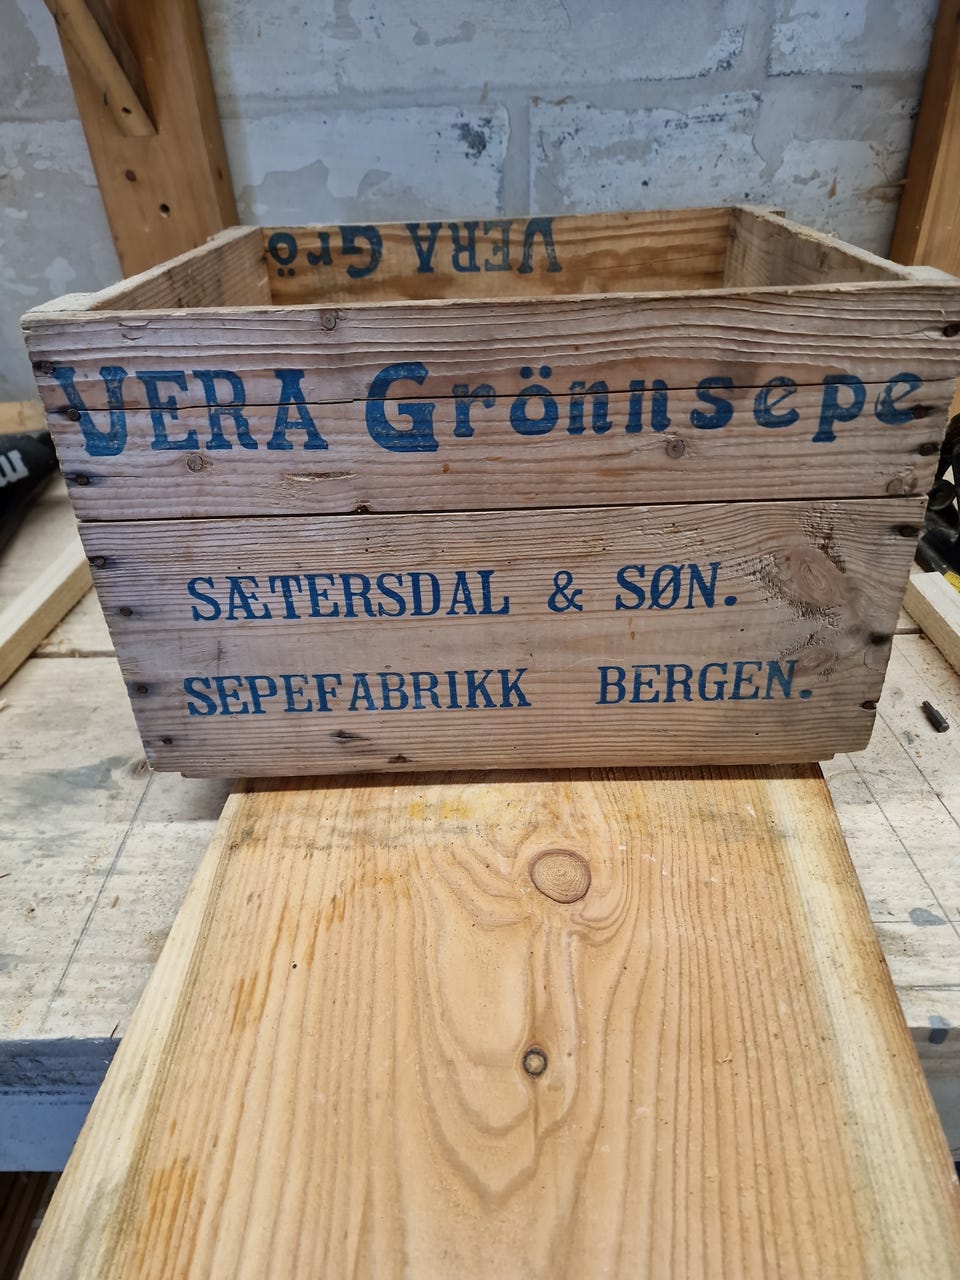 VERA Grö
VERA Grönnsepe
SÆTERSDAL & SØN.
SEPEFABRIKK BERGEN.